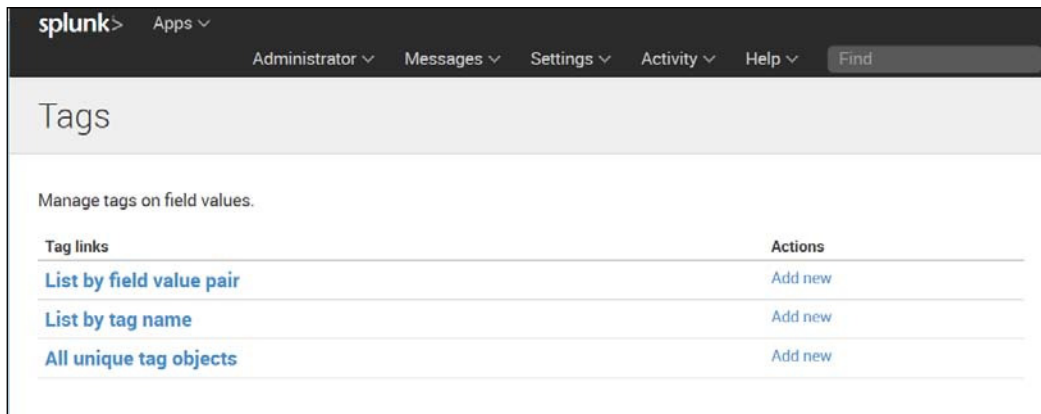 splunk> Apps
Administrator Messages Settings Activity Help Find
Tags
Manage tags on field values.
Tag links Actions
List by field value pair Add new
List by tag name Add new
All unique tag objects Add new